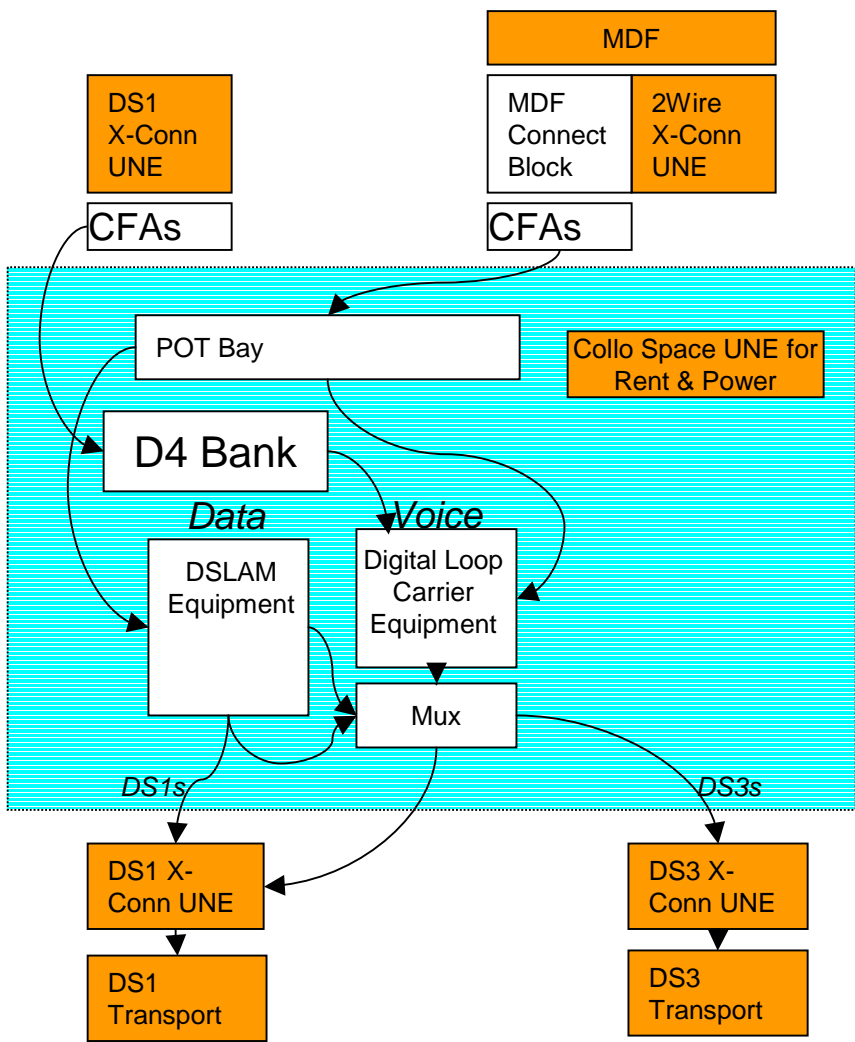 MDF
DS1
X-Conn
UNE
MDF
Connect
Block
2Wire
X-Conn
UNE
CFAs
CFAs
POT Bay
Collo Space UNE for
Rent & Power
D4 Bank
Data
Voice
DSLAM
Equipment
Digital Loop
Carrier
Equipment
Mux
DS1s
DS3s
DS1 X-
Conn UNE
DS3 X-
Conn UNE
DS1
Transport
DS3
Transport